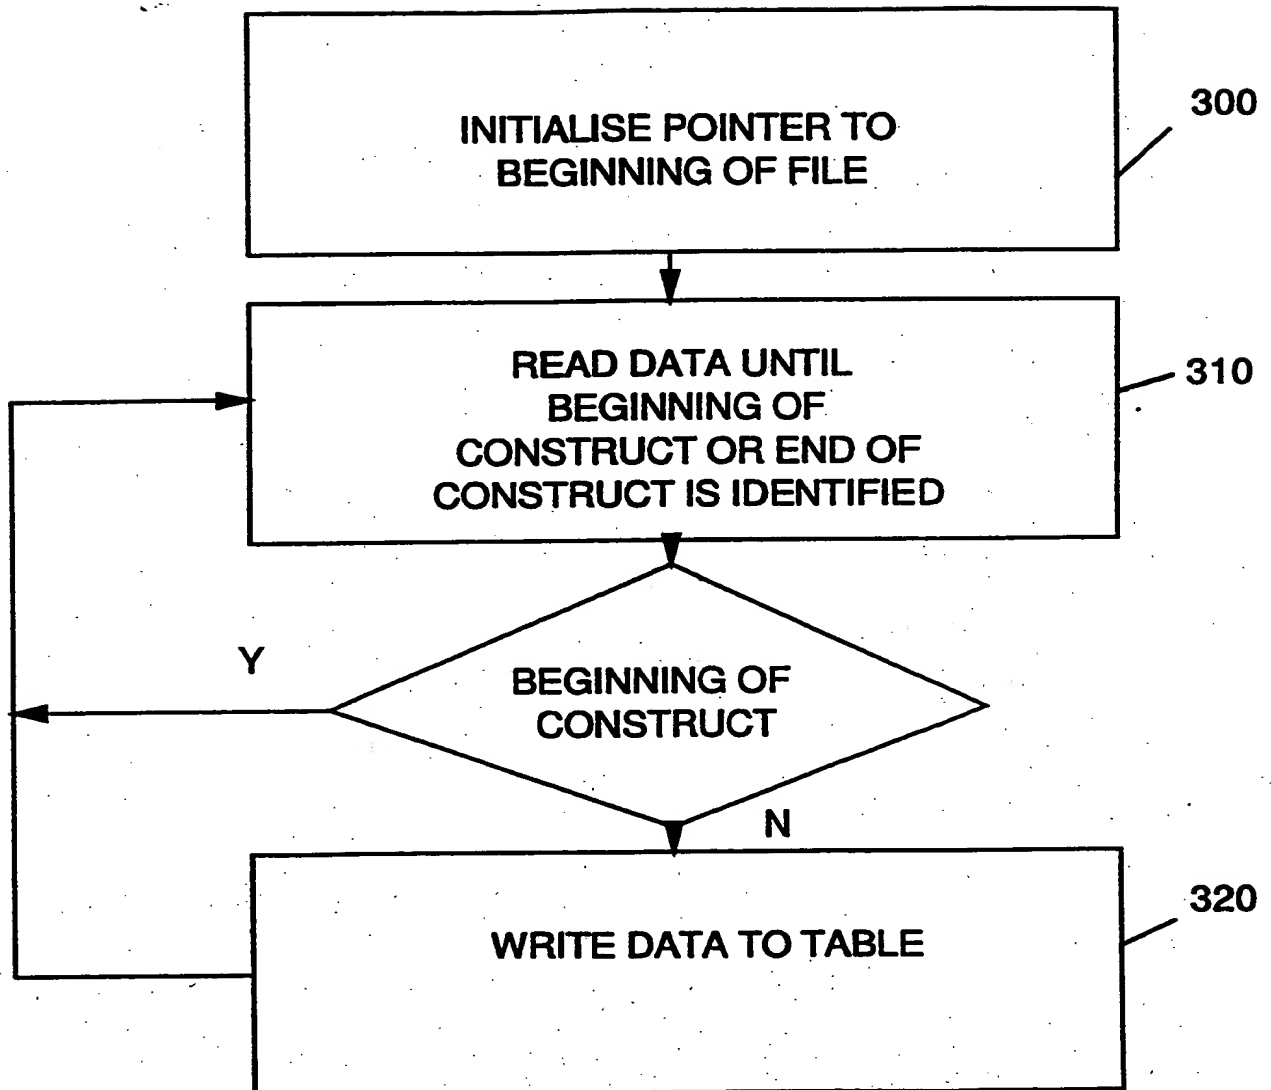 INITIALISE POINTER TO
BEGINNING OF FILE
300
READ DATA UNTIL
BEGINNING OF
CONSTRUCT OR END OF
CONSTRUCT IS IDENTIFIED
310
Y
BEGINNING OF
CONSTRUCT
N
WRITE DATA TO TABLE
320